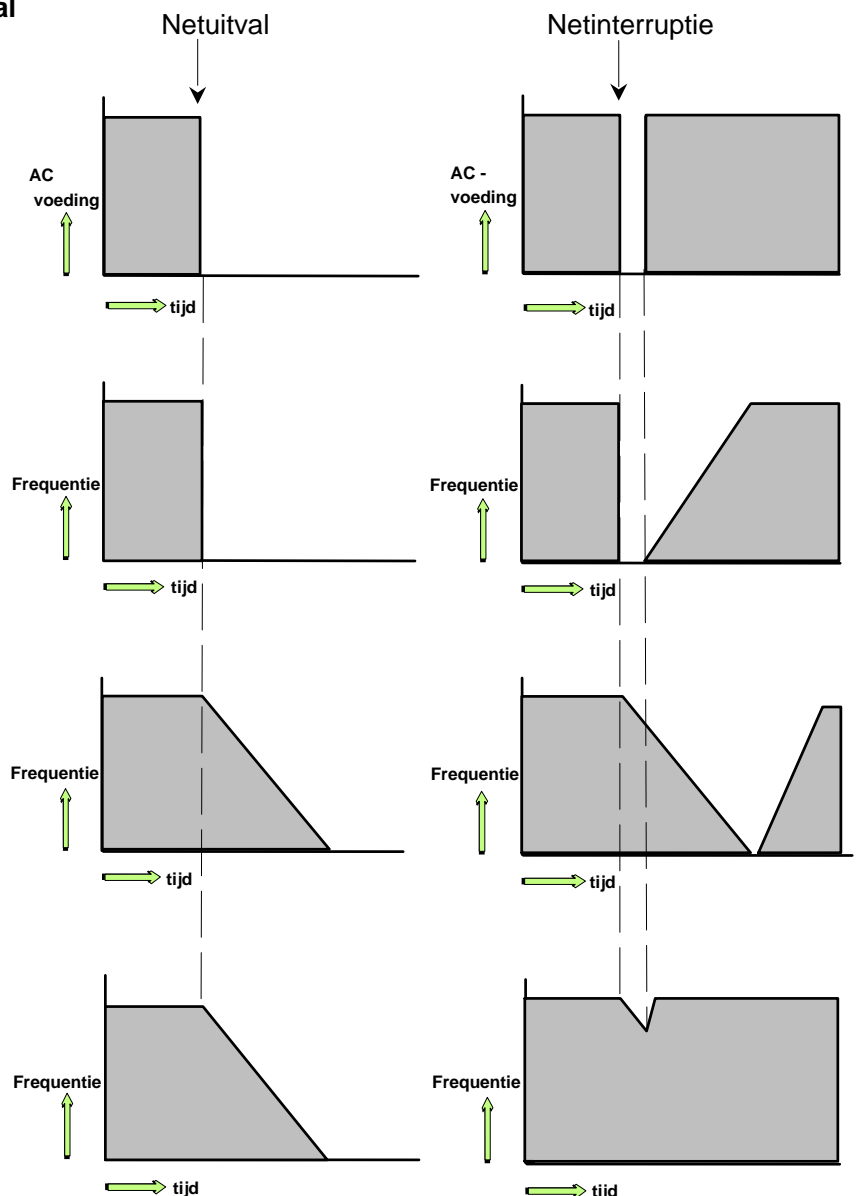 al
Netuitval
Netinterruptie
AC
voeding
AC -
voeding
tijd
tijd
Frequentie
Frequentie
tijd
tijd
Frequentie
Frequentie
tijd
tijd
Frequentie
Frequentie
tijd
tijd